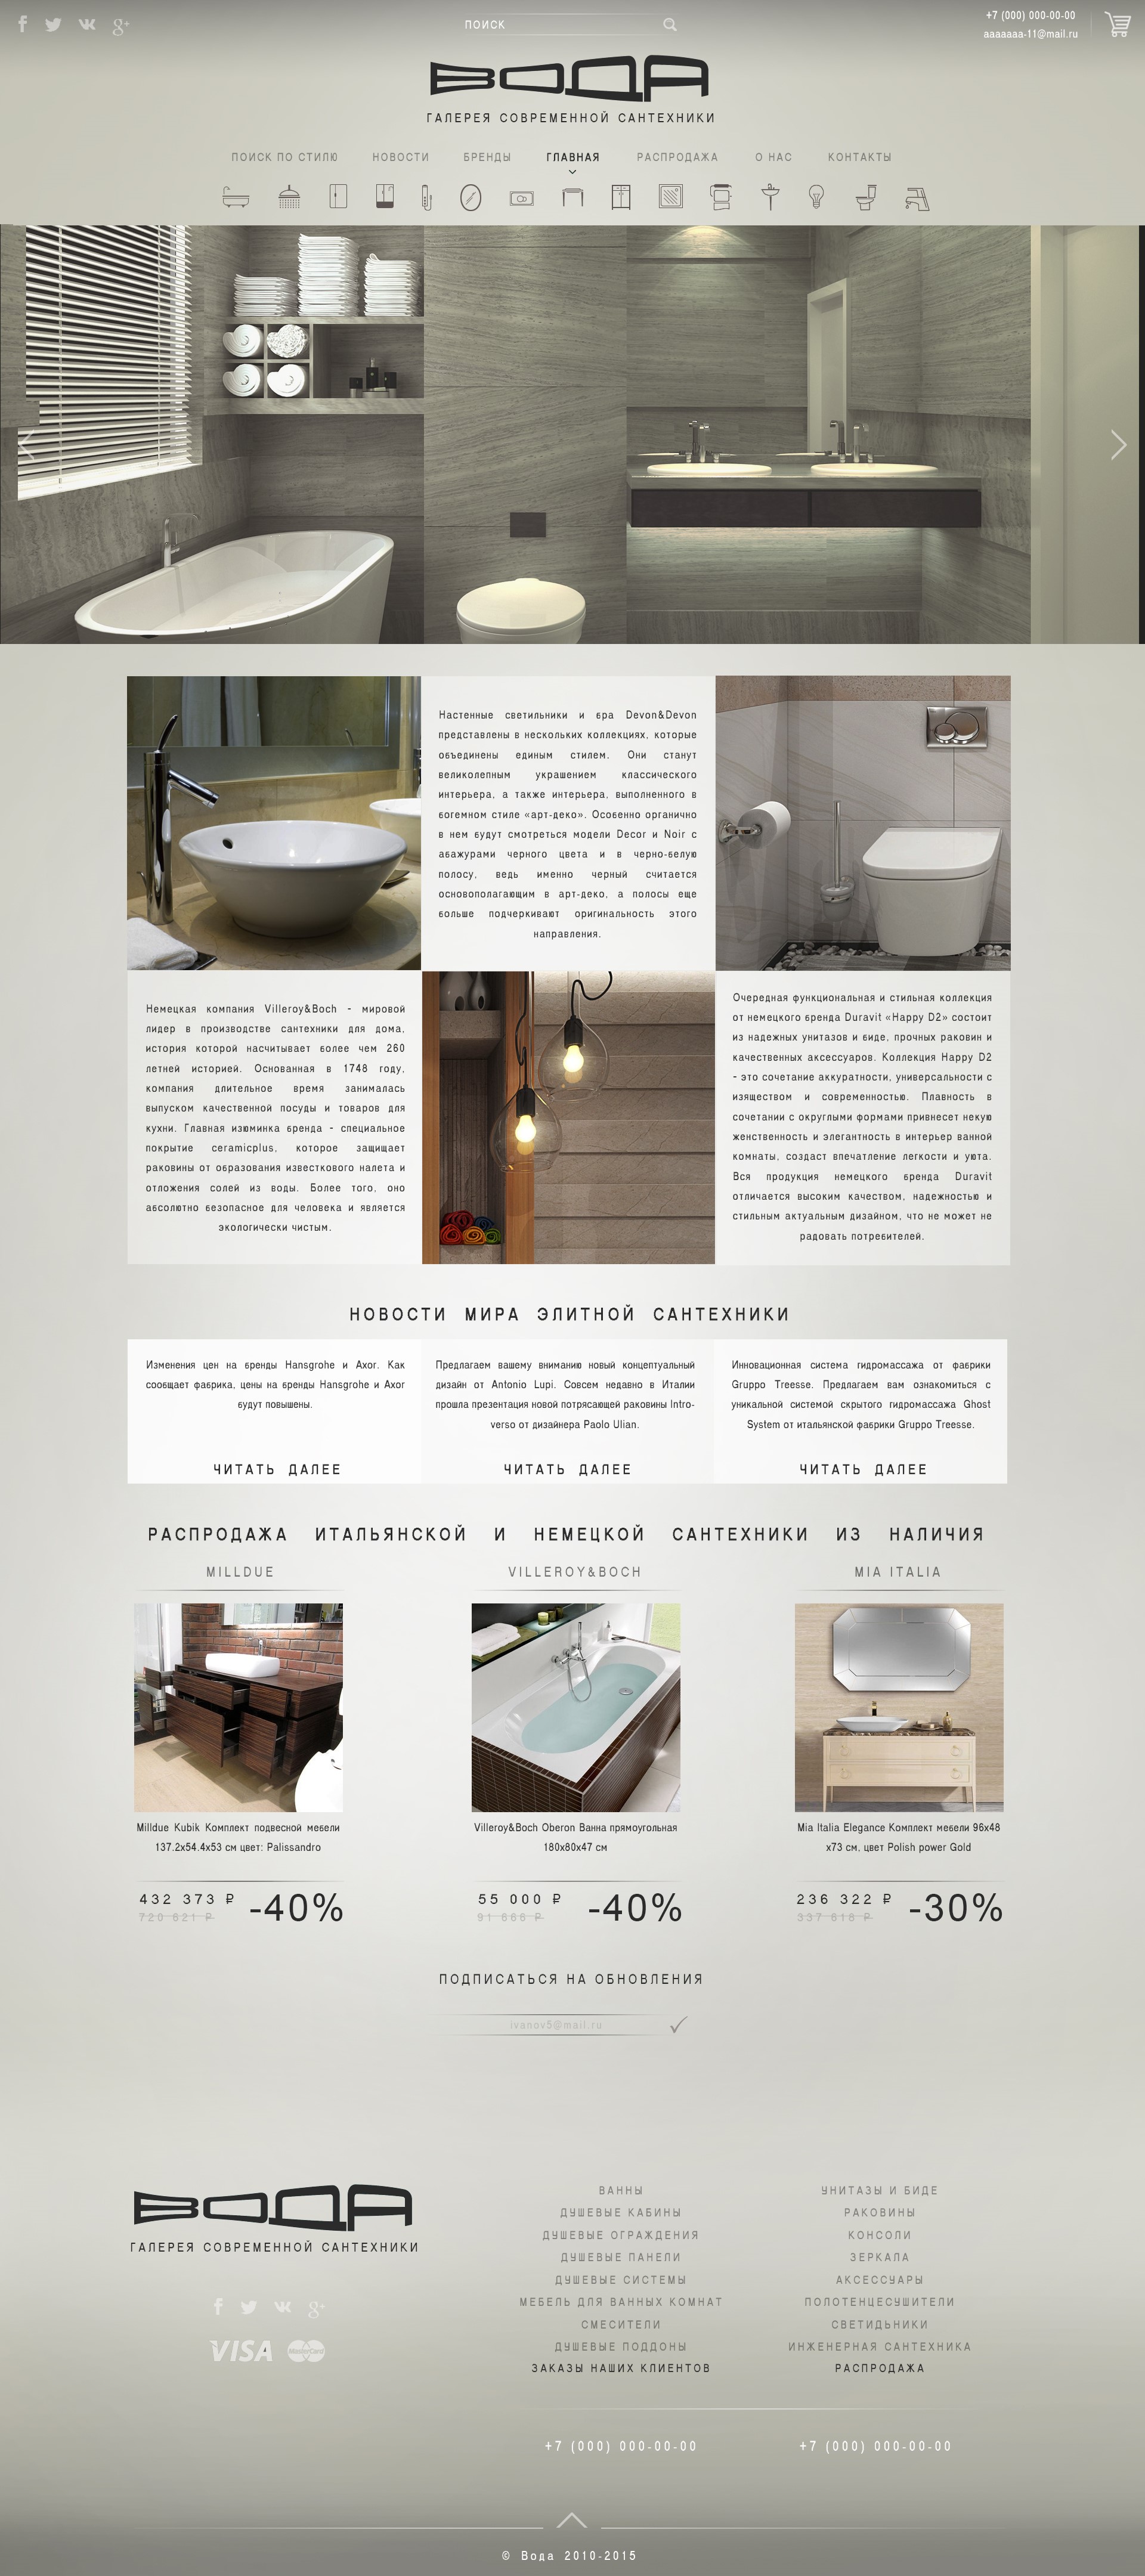 ПОИСК
+7 (000) 000-00-00
aaaaaaa-11@mail.ru
ВОДА
ГАЛЕРЕЯ СОВРЕМЕННОЙ САНТЕХНИКИ
ПОИСК ПО СТИЛЮ НОВОСТИ БРЕНДЫ ГЛАВНАЯ РАСПРОДАЖА О НАС КОНТАКТЫ
Настенные светильники и бра Devon&Devon
представлены в нескольких коллекциях, которые
объединены единым стилем. Они станут
великолепным украшением классического
интерьера, а также интерьера, выполненного в
богемном стиле «арт-деко». Особенно органично
в нем будут смотреться модели Decor и Noir с
абажурами черного цвета и в черно-белую
полосу, ведь именно черный считается
основополагающим в арт-деко, а полосы еще
больше подчеркивают оригинальность этого
направления.
Немецкая компания Villeroy&Boch - мировой
лидер в производстве сантехники для дома,
история которой насчитывает более чем 260
летней историей. Основанная в 1748 году,
компания длительное время занималась
выпуском качественной посуды и товаров для
кухни. Главная изюминка бренда - специальное
покрытие ceramicplus, которое защищает
раковины от образования известкового налета и
отложения солей из воды. Более того, оно
абсолютно безопасное для человека и является
экологически чистым.
Очередная функциональная и стильная коллекция
от немецкого бренда Duravit «Happy D2» состоит
из надежных унитазов и биде, прочных раковин и
качественных аксессуаров. Коллекция Happy D2
- это сочетание аккуратности, универсальности с
изяществом и современностью. Плавность в
сочетании с округлыми формами привнесет некую
женственность и элегантность в интерьер ванной
комнаты, создаст впечатление легкости и уюта.
Вся продукция немецкого бренда Duravit
отличается высоким качеством, надежностью и
стильным актуальным дизайном, что не может не
радовать потребителей.
НОВОСТИ МИРА ЭЛИТНОЙ САНТЕХНИКИ
Изменения цен на бренды Hansgrohe и Axor. Как
сообщает фабрика, цены на бренды Hansgrohe и Axor
будут повышены.
ЧИТАТЬ ДАЛЕЕ
Предлагаем вашему вниманию новый концептуальный
дизайн от Antonio Lupi. Совсем недавно в Италии
прошла презентация новой потрясающей раковины Intro-
verso от дизайнера Paolo Ulian.
ЧИТАТЬ ДАЛЕЕ
Инновационная система гидромассажа от фабрики
Gruppo Treesse. Предлагаем вам ознакомиться с
уникальной системой скрытого гидромассажа Ghost
System от итальянской фабрики Gruppo Treesse.
ЧИТАТЬ ДАЛЕЕ
РАСПРОДАЖА ИТАЛЬЯНСКОЙ И НЕМЕЦКОЙ САНТЕХНИКИ ИЗ НАЛИЧИЯ
MILLDUE
Milldue Kubik Комплект подвесной мебели
137.2x54.4x53 см цвет: Palissandro
432 373 ₽
720 621 ₽
-40%
VILLEROY&BOCH
Villeroy&Boch Oberon Ванна прямоугольная
180x80x47 см
55 000 ₽
91 666 ₽
-40%
MIA ITALIA
Mia Italia Elegance Комплект мебели 96x48
x73 см, цвет Polish power Gold
236 322 ₽
337 618 ₽
-30%
ПОДПИСАТЬСЯ НА ОБНОВЛЕНИЯ
ivanov5@mail.ru
ВОДА
ГАЛЕРЕЯ СОВРЕМЕННОЙ САНТЕХНИКИ
VISA MasterCard
ВАННЫ
ДУШЕВЫЕ КАБИНЫ
ДУШЕВЫЕ ОГРАЖДЕНИЯ
ДУШЕВЫЕ ПАНЕЛИ
ДУШЕВЫЕ СИСТЕМЫ
МЕБЕЛЬ ДЛЯ ВАННЫХ КОМНАТ
СМЕСИТЕЛИ
ДУШЕВЫЕ ПОДДОНЫ
ЗАКАЗЫ НАШИХ КЛИЕНТОВ
УНИТАЗЫ И БИДЕ
РАКОВИНЫ
КОНСОЛИ
ЗЕРКАЛА
АКСЕССУАРЫ
ПОЛОТЕНЦЕСУШИТЕЛИ
СВЕТИДЬНИКИ
ИНЖЕНЕРНАЯ САНТЕХНИКА
РАСПРОДАЖА
+7 (000) 000-00-00 +7 (000) 000-00-00
© Вода 2010-2015